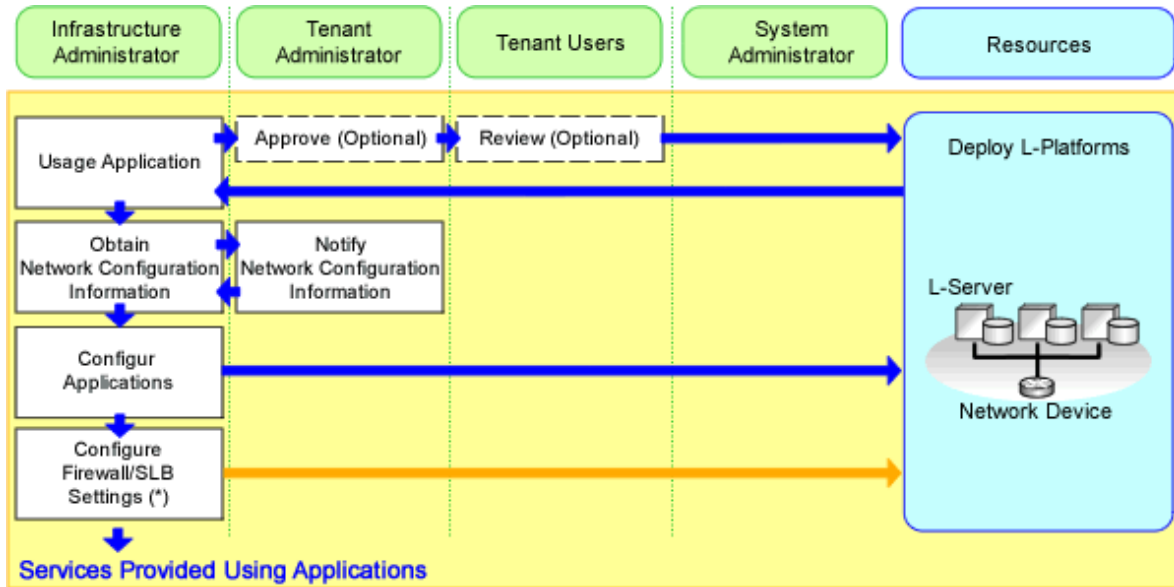 Infrastructure
Administrator
Tenant
Administrator
Tenant Users
System
Administrator
Resources
Usage Application
Approve (Optional)
Review (Optional)
Deploy L-Platforms
Obtain
Network Configuration
Information
Notify
Network Configuration
Information
L-Server
Configur
Applications
Network Device
Configure
Firewall/SLB
Settings (*)
Services Provided Using Applications